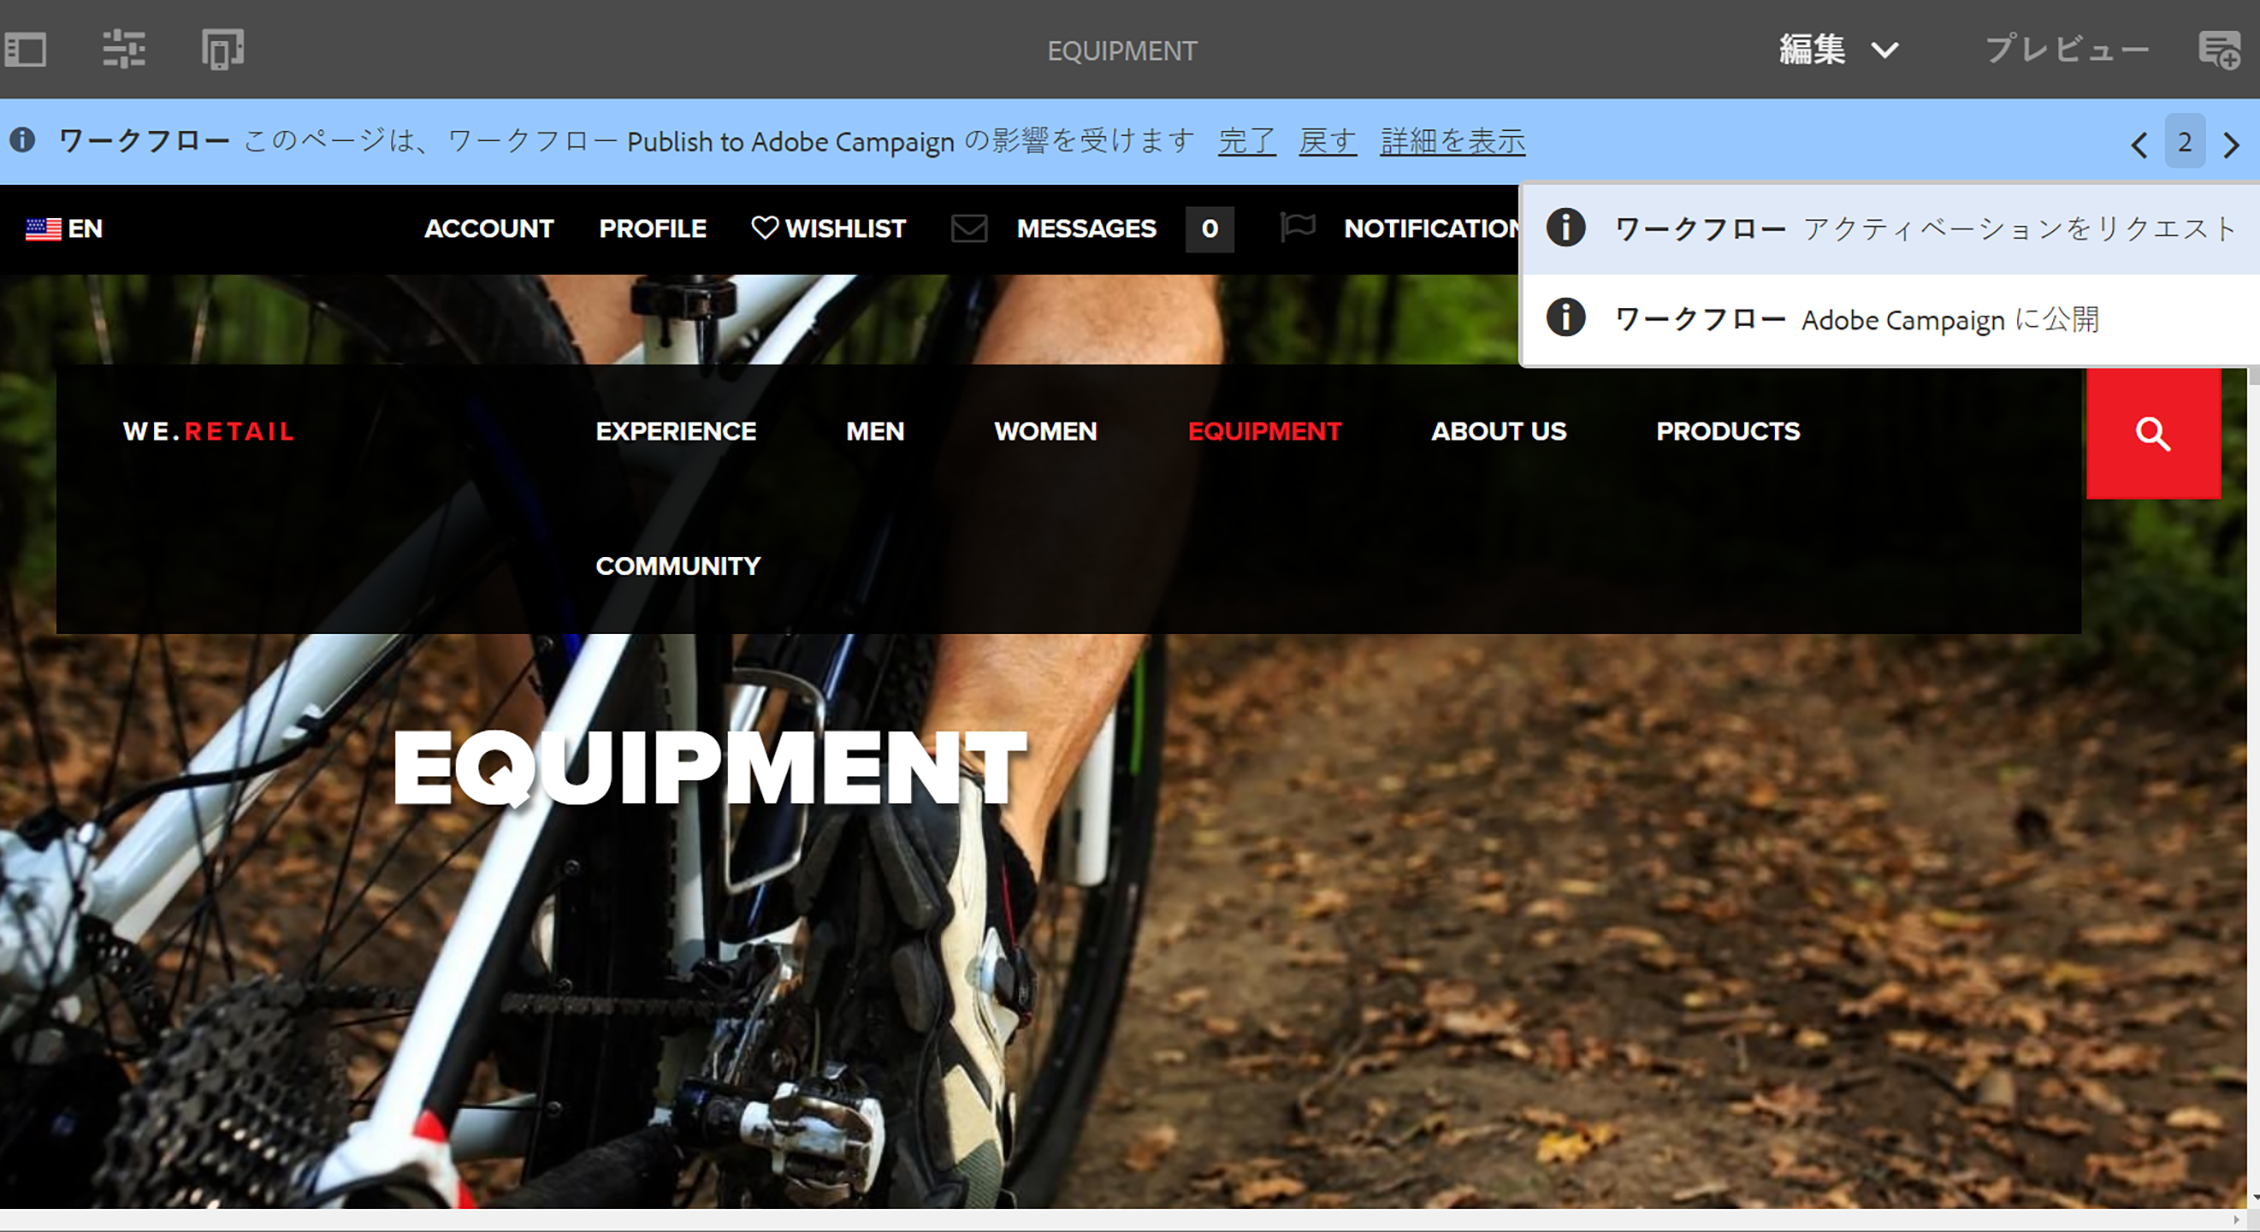 EQUIPMENT 編集 プレビュー
ワークフロー このページは、ワークフロー Publish to Adobe Campaign の影響を受けます 完了 戻す 詳細を表示 2
EN ACCOUNT PROFILE WISHLIST MESSAGES 0 NOTIFICATION
ワークフロー アクティベーションをリクエスト
ワークフロー Adobe Campaign に公開
WE.RETAIL EXPERIENCE MEN WOMEN EQUIPMENT ABOUT US PRODUCTS
COMMUNITY
EQUIPMENT